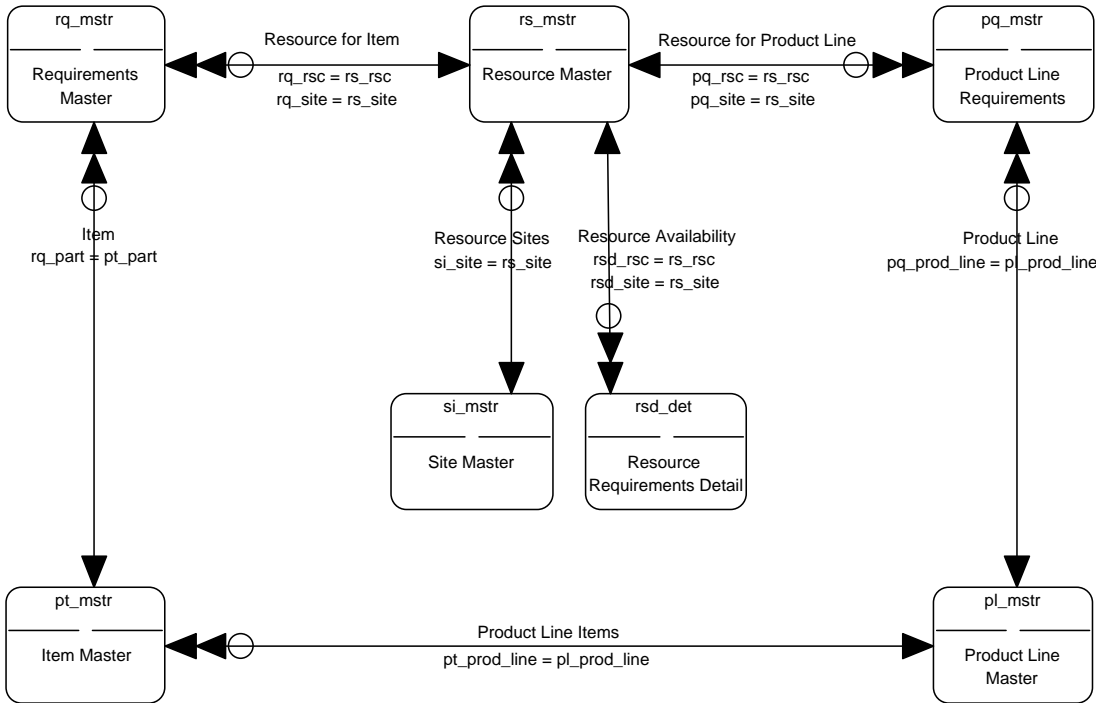 rq_mstr
Requirements
Master
Resource for Item
rq_rsc = rs_rsc
rq_site = rs_site
rs_mstr
Resource Master
Resource for Product Line
pq_rsc = rs_rsc
pq_site = rs_site
pq_mstr
Product Line
Requirements
Item
rq_part = pt_part
Resource Sites
si_site = rs_site
Resource Availability
rsd_rsc = rs_rsc
rsd_site = rs_site
Product Line
pq_prod_line = pl_prod_line
si_mstr
Site Master
rsd_det
Resource
Requirements Detail
pt_mstr
Item Master
Product Line Items
pt_prod_line = pl_prod_line
pl_mstr
Product Line
Master